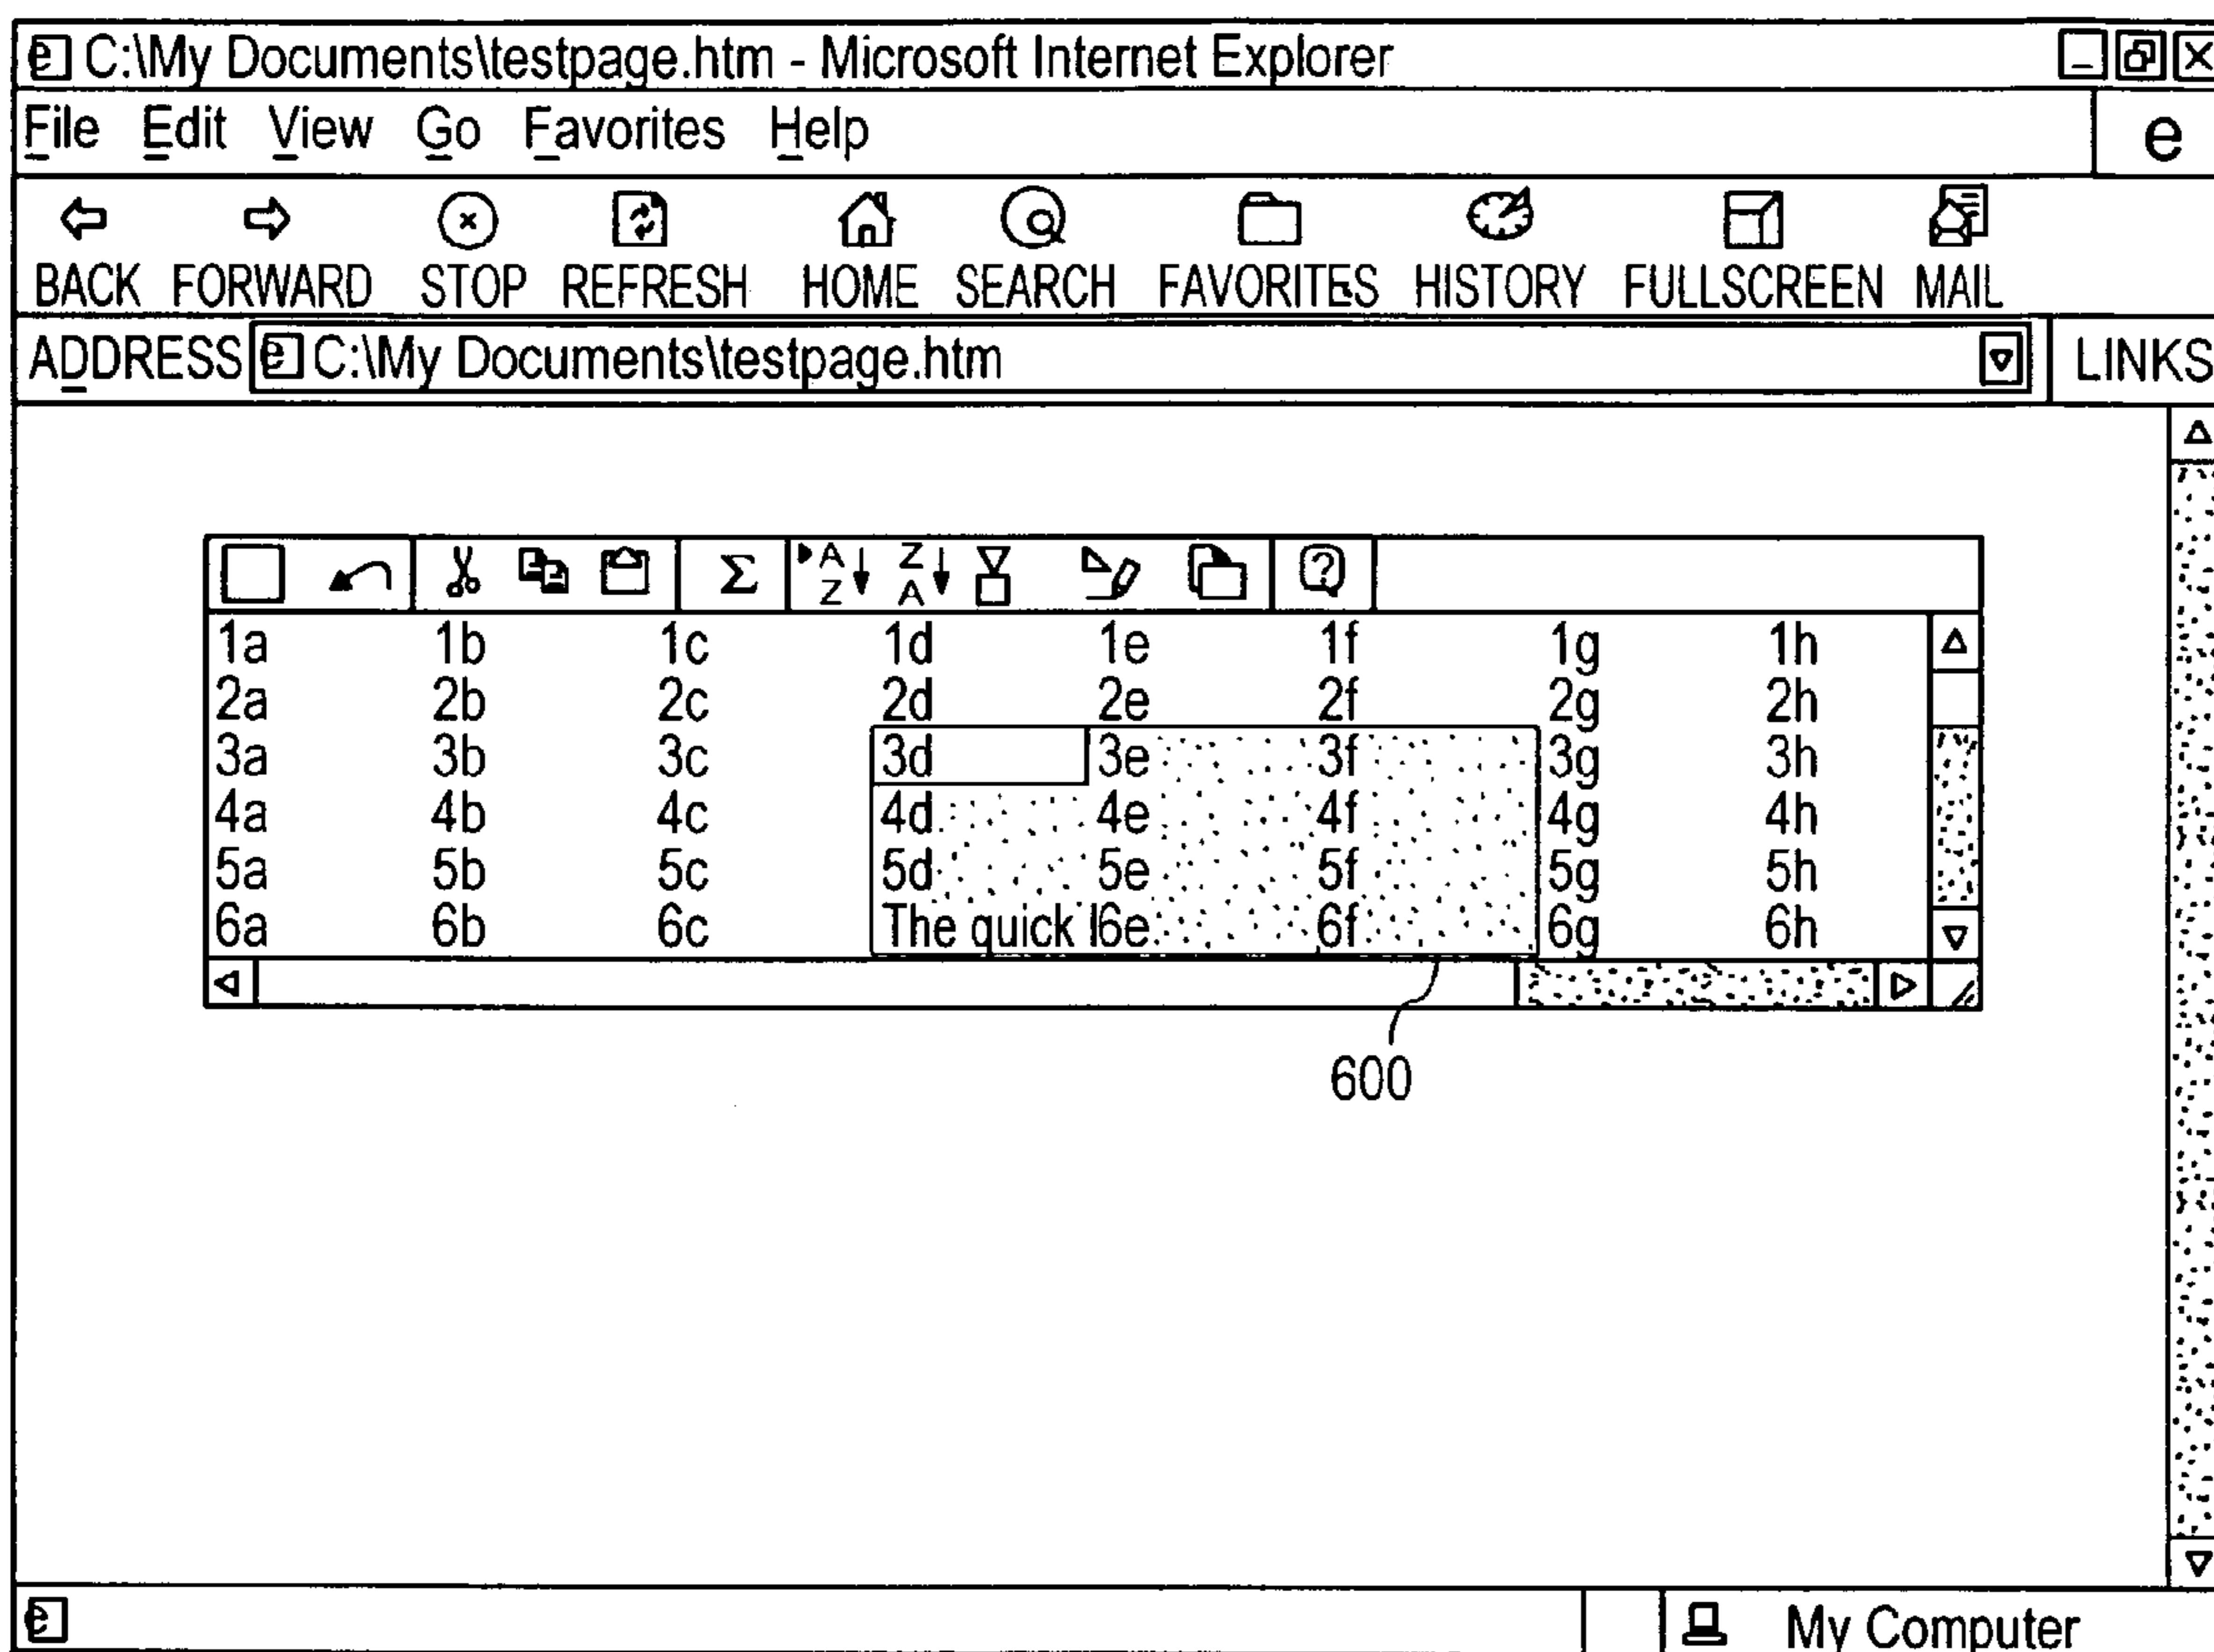 C:\My Documents\testpage.htm - Microsoft Internet Explorer
File Edit View Go Favorites Help e
BACK FORWARD STOP REFRESH HOME SEARCH FAVORITES HISTORY FULLSCREEN MAIL
ADDRESS C:\My Documents\testpage.htm LINKS
Σ A Z Z A ?
1a 1b 1c 1d 1e 1f 1g 1h
2a 2b 2c 2d 2e 2f 2g 2h
3a 3b 3c 3d 3e 3f 3g 3h
4a 4b 4c 4d 4e 4f 4g 4h
5a 5b 5c 5d 5e 5f 5g 5h
6a 6b 6c The quick 6e 6f 6g 6h
600
My Computer